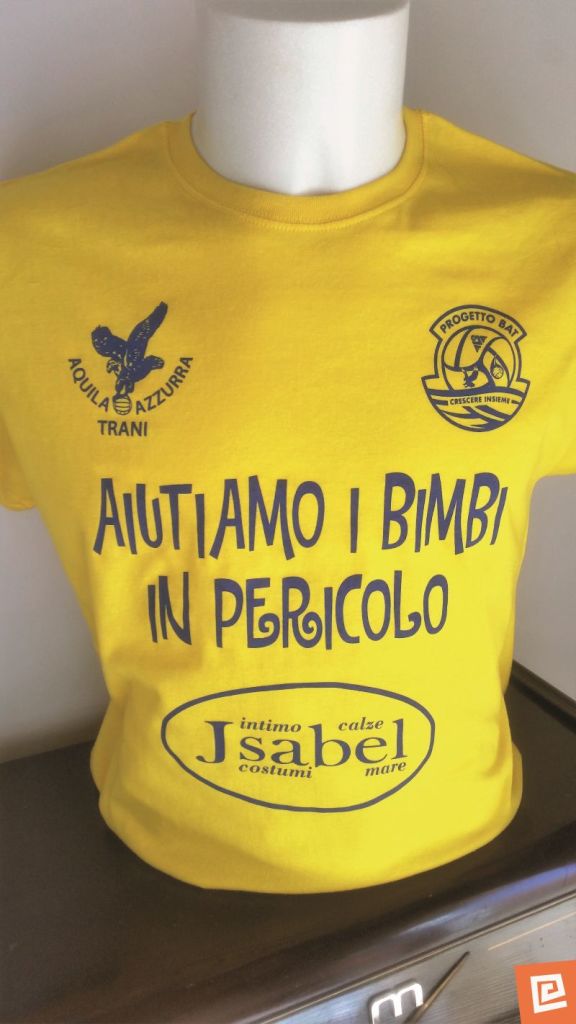 AQUILA AZZURRA
TRANI
PROGETTO BAT
CRESCERE INSIEME
AIUTIAMO I BIMBI
IN PERICOLO
intimo calze
Jsabel
costumi mare